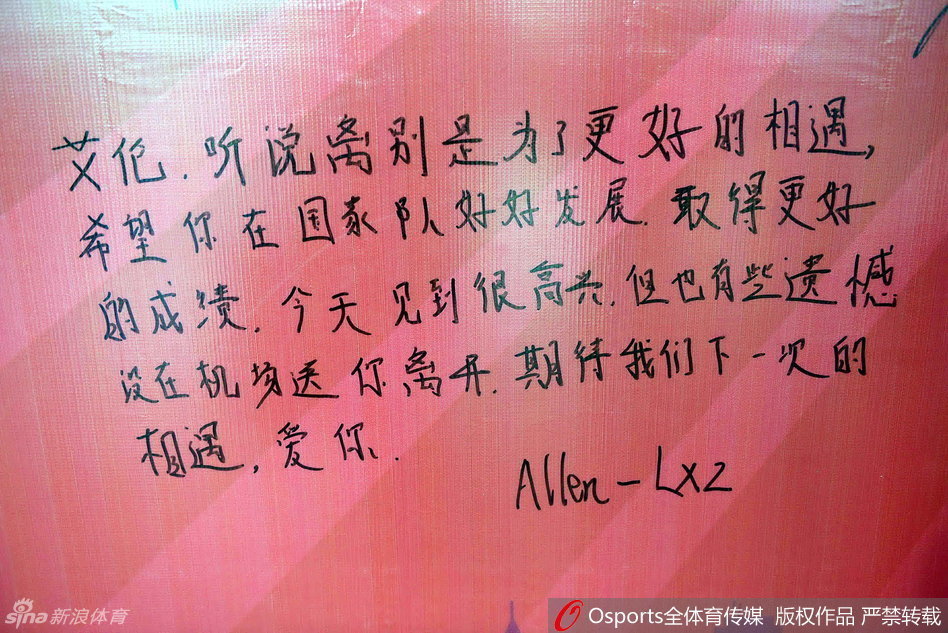 艾伦.听说离别是为了更好的相遇,
希望你在国家队好好发展.取得更好
的成绩.今天见到很高兴.但也有些遗憾
没在机场送你离开.期待我们下一次的
相遇,爱你.
Allen-Lxz
sina新浪体育
Osports全体育传媒 版权作品 严禁转载